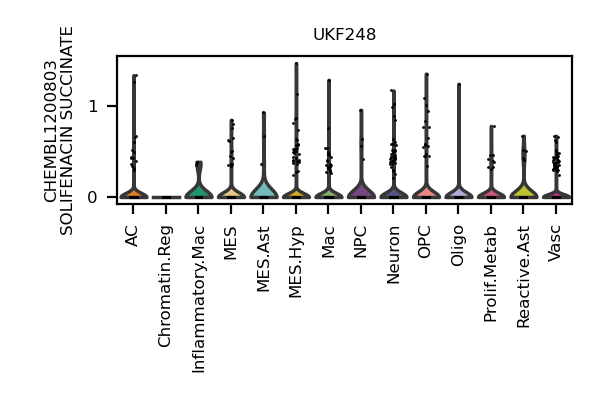 UKF248
CHEMBL1200803
SOLIFENACIN SUCCINATE
1
0
AC
Chromatin.Reg
Inflammatory.Mac
MES
MES.Ast
MES.Hyp
Mac
NPC
Neuron
OPC
Oligo
Prolif.Metab
Reactive.Ast
Vasc